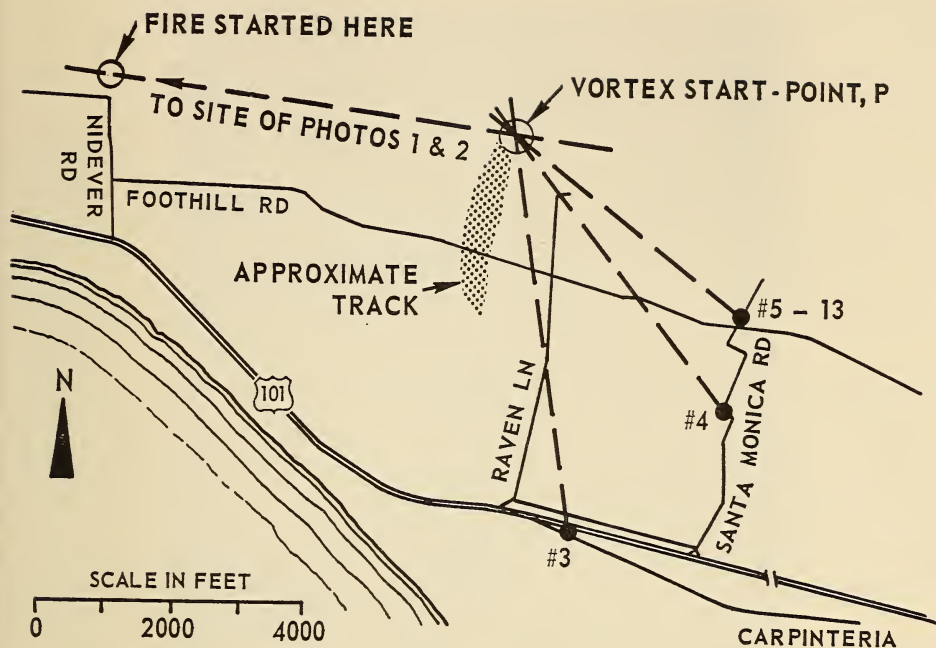 FIRE STARTED HERE
VORTEX START-POINT, P
TO SITE OF PHOTOS 1 & 2
NIDEVER
RD
FOOTHILL RD
APPROXIMATE
TRACK
#5 – 13
N
101
RAVEN LN
#4
SANTA MONICA RD
#3
SCALE IN FEET
0 2000 4000
CARPINTERIA